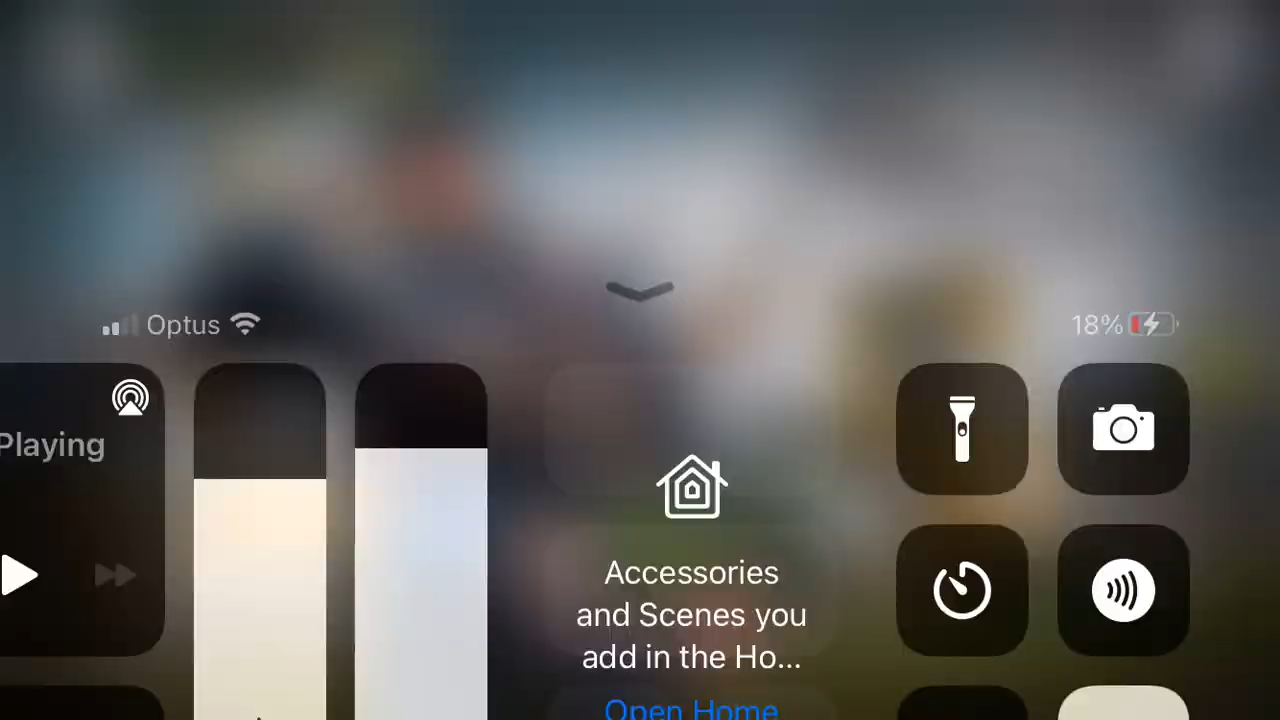 Optus
18%
Playing
Accessories
and Scenes you
add in the Ho...
Open Home